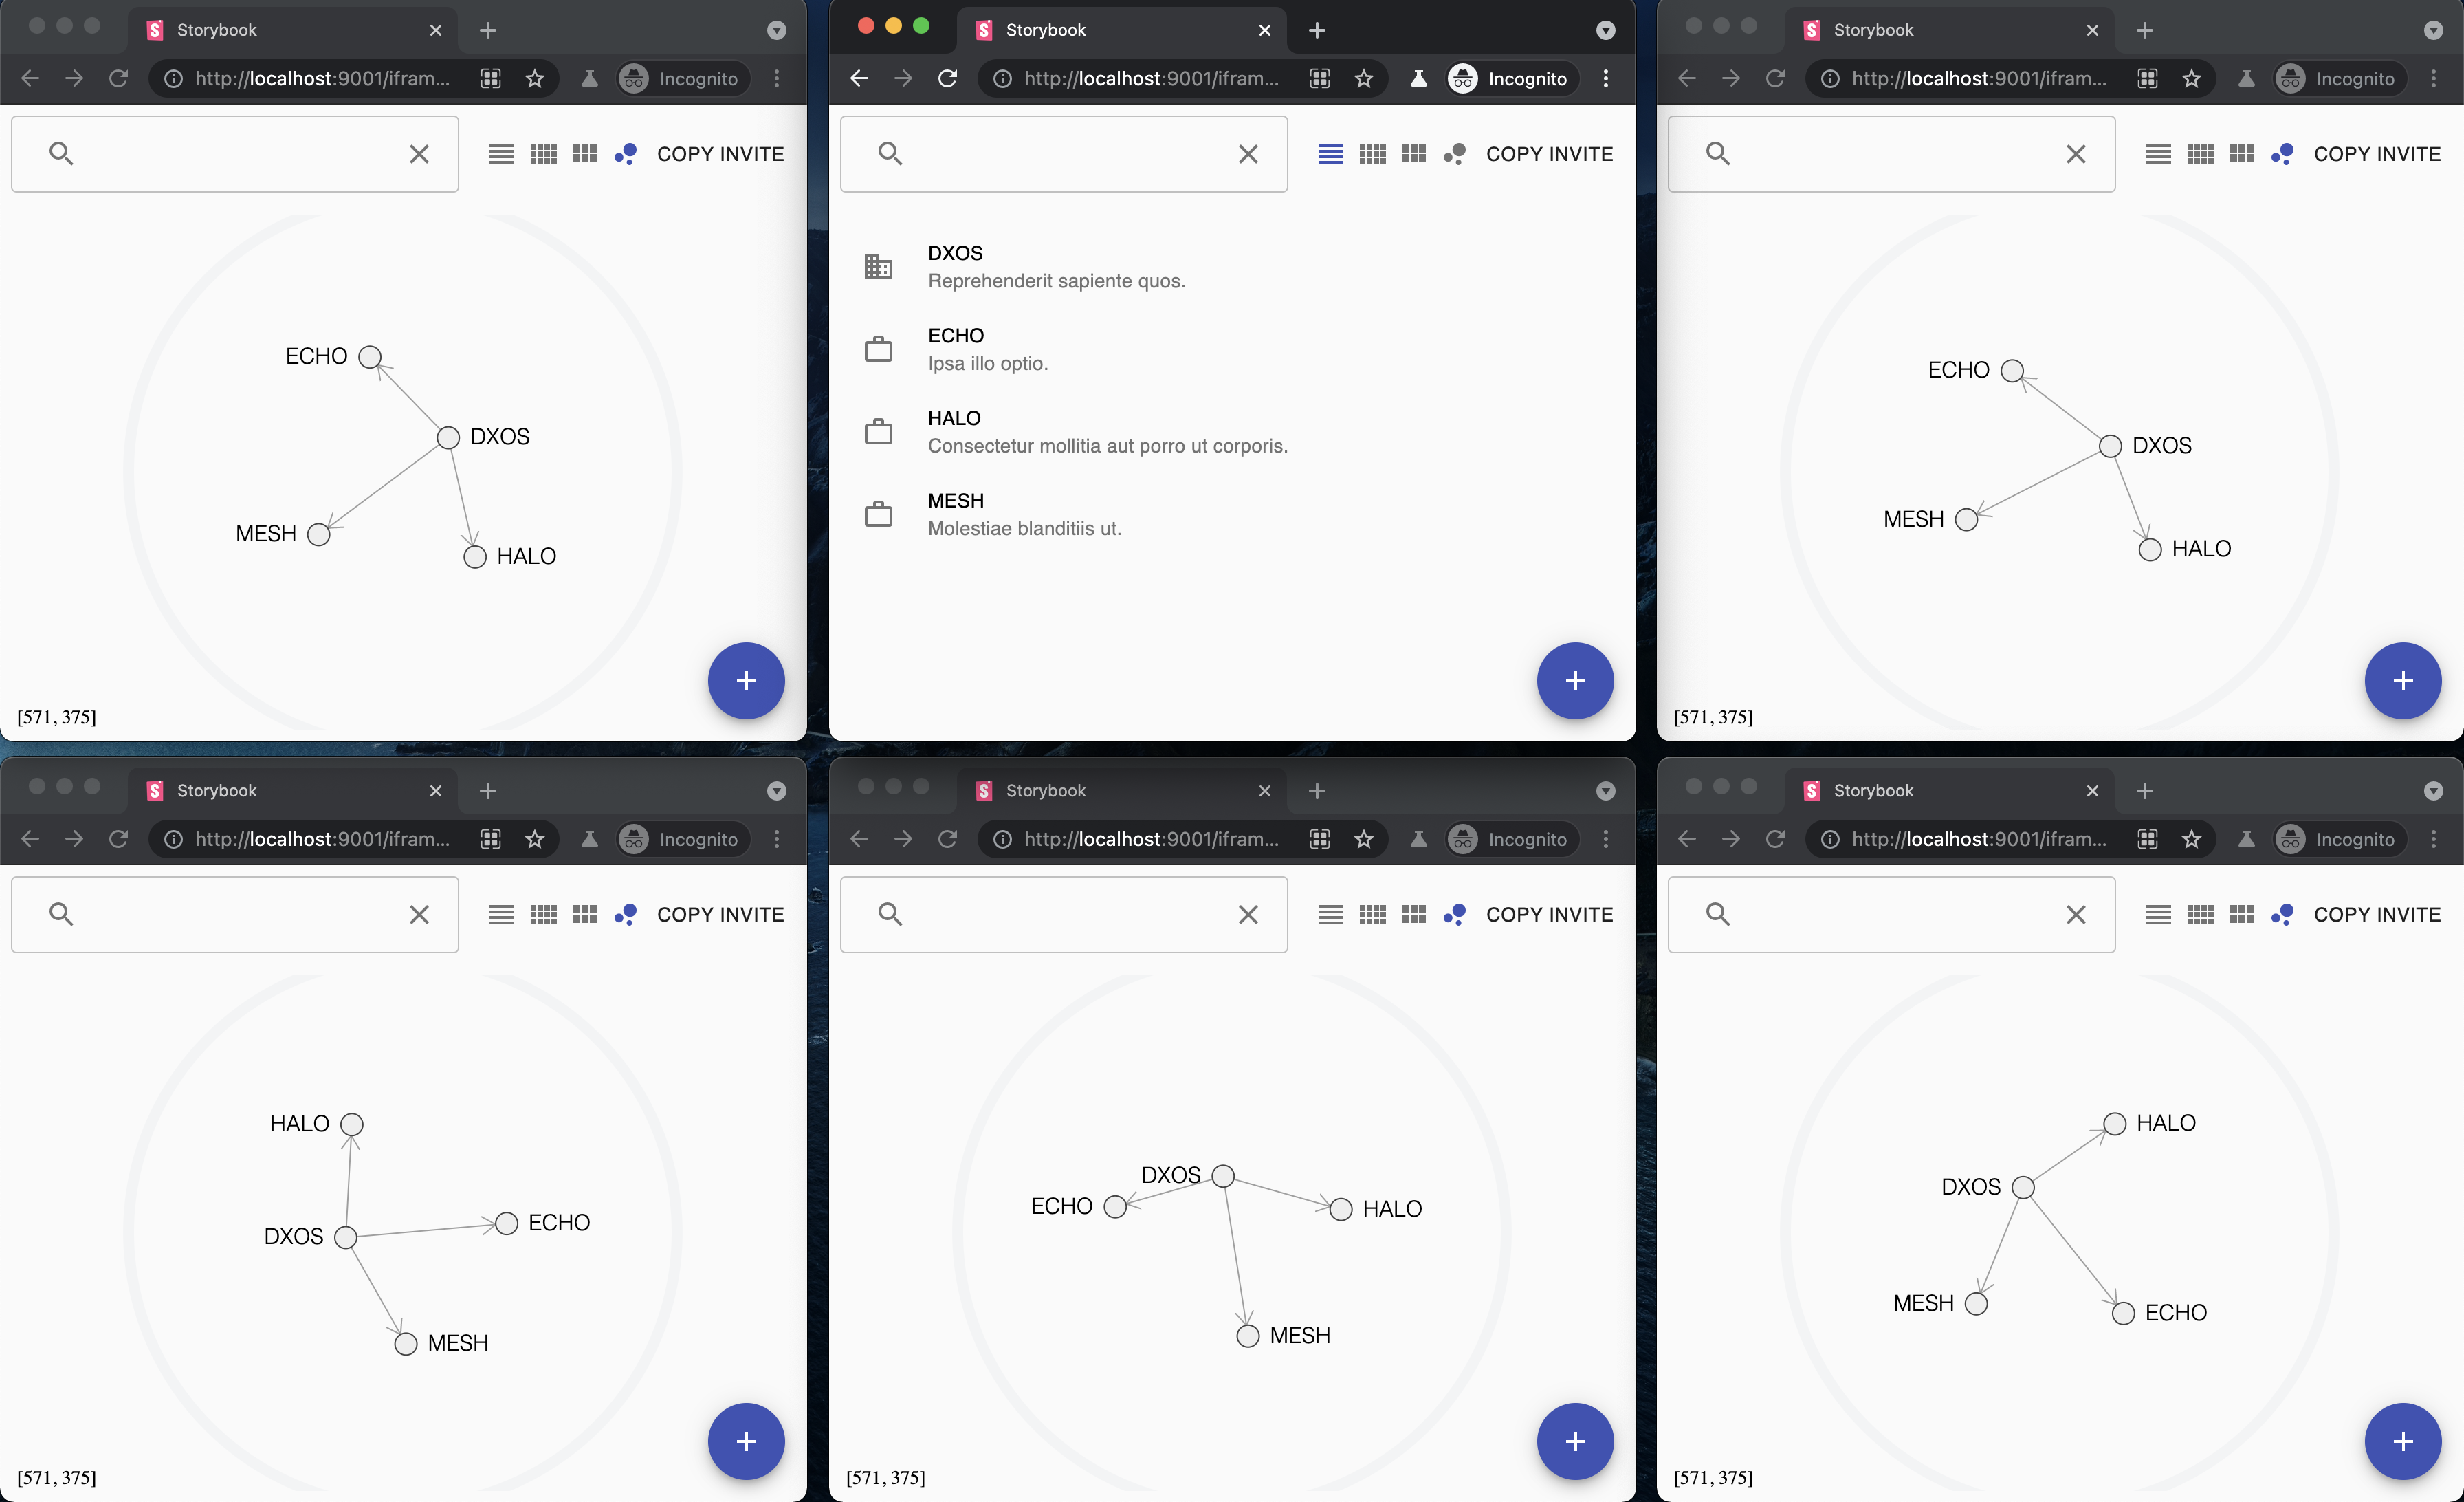 Storybook
http://localhost:9001/ifram...
Incognito
COPY INVITE
ECHO
DXOS
MESH
HALO
[571, 375]
Storybook
http://localhost:9001/ifram...
Incognito
COPY INVITE
DXOS
Reprehenderit sapiente quos.
ECHO
Ipsa illo optio.
HALO
Consectetur mollitia aut porro ut corporis.
MESH
Molestiae blanditiis ut.
Storybook
http://localhost:9001/ifram...
Incognito
COPY INVITE
ECHO
DXOS
MESH
HALO
[571, 375]
Storybook
http://localhost:9001/ifram...
Incognito
COPY INVITE
HALO
ECHO
DXOS
MESH
[571, 375]
Storybook
http://localhost:9001/ifram...
Incognito
COPY INVITE
DXOS
ECHO
HALO
MESH
[571, 375]
Storybook
http://localhost:9001/ifram...
Incognito
COPY INVITE
HALO
DXOS
MESH
ECHO
[571, 375]